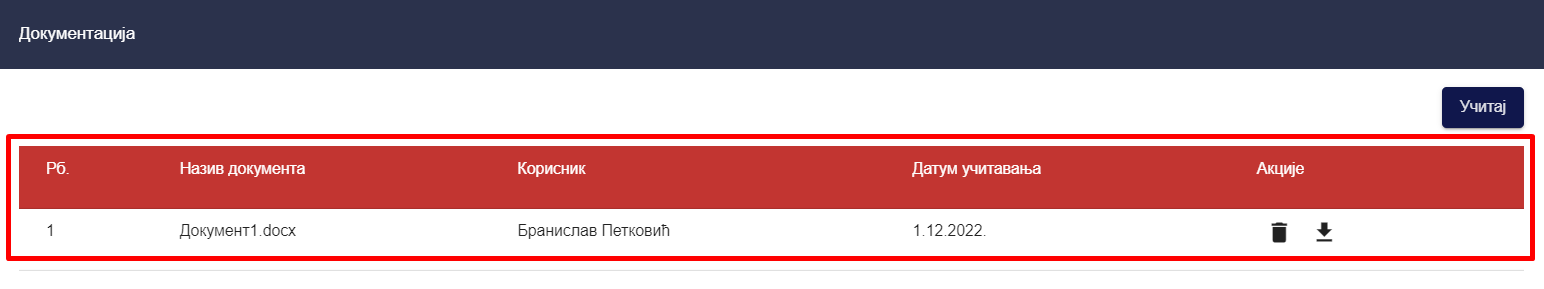 Документација
Учитај
Рб. Назив документа Корисник Датум учитавања Акције
1 Документ1.docx Бранислав Петковић 1.12.2022.